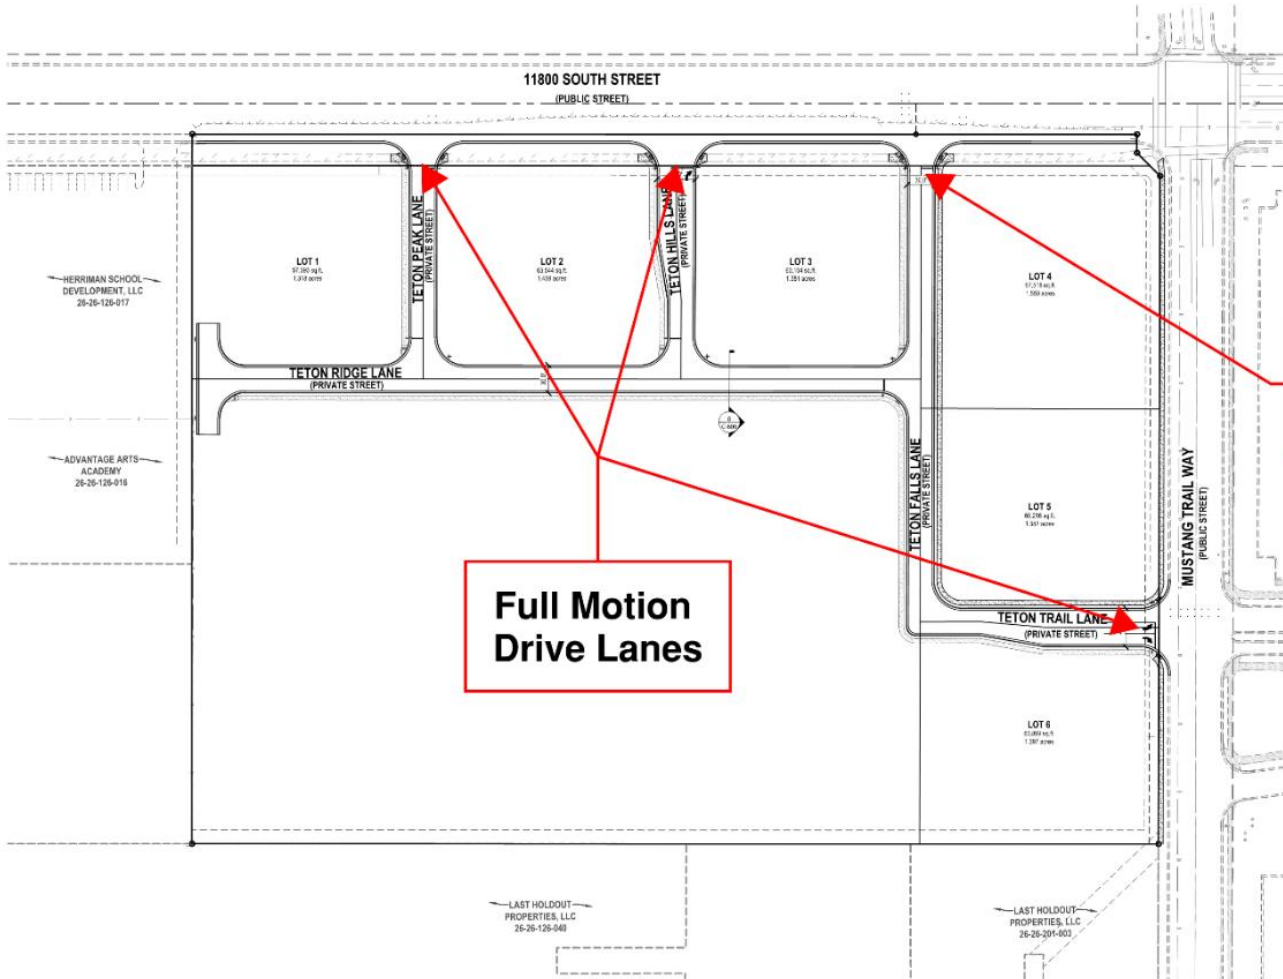 11800 SOUTH STREET
(PUBLIC STREET)
TETON PEAK LANE
(PRIVATE STREET)
TETON HILLS LANE
(PRIVATE STREET)
LOT 1
LOT 2
LOT 3
LOT 4
HERRIMAN SCHOOL
DEVELOPMENT, LLC
26-26-126-017
TETON RIDGE LANE
(PRIVATE STREET)
ADVANTAGE ARTS
ACADEMY
26-26-126-016
TETON FALLS LANE
(PRIVATE STREET)
LOT 5
MUSTANG TRAIL WAY
(PUBLIC STREET)
Full Motion
Drive Lanes
TETON TRAIL LANE
(PRIVATE STREET)
LOT 6
LAST HOLDOUT
PROPERTIES, LLC
26-26-126-048
LAST HOLDOUT
PROPERTIES, LLC
26-26-201-003